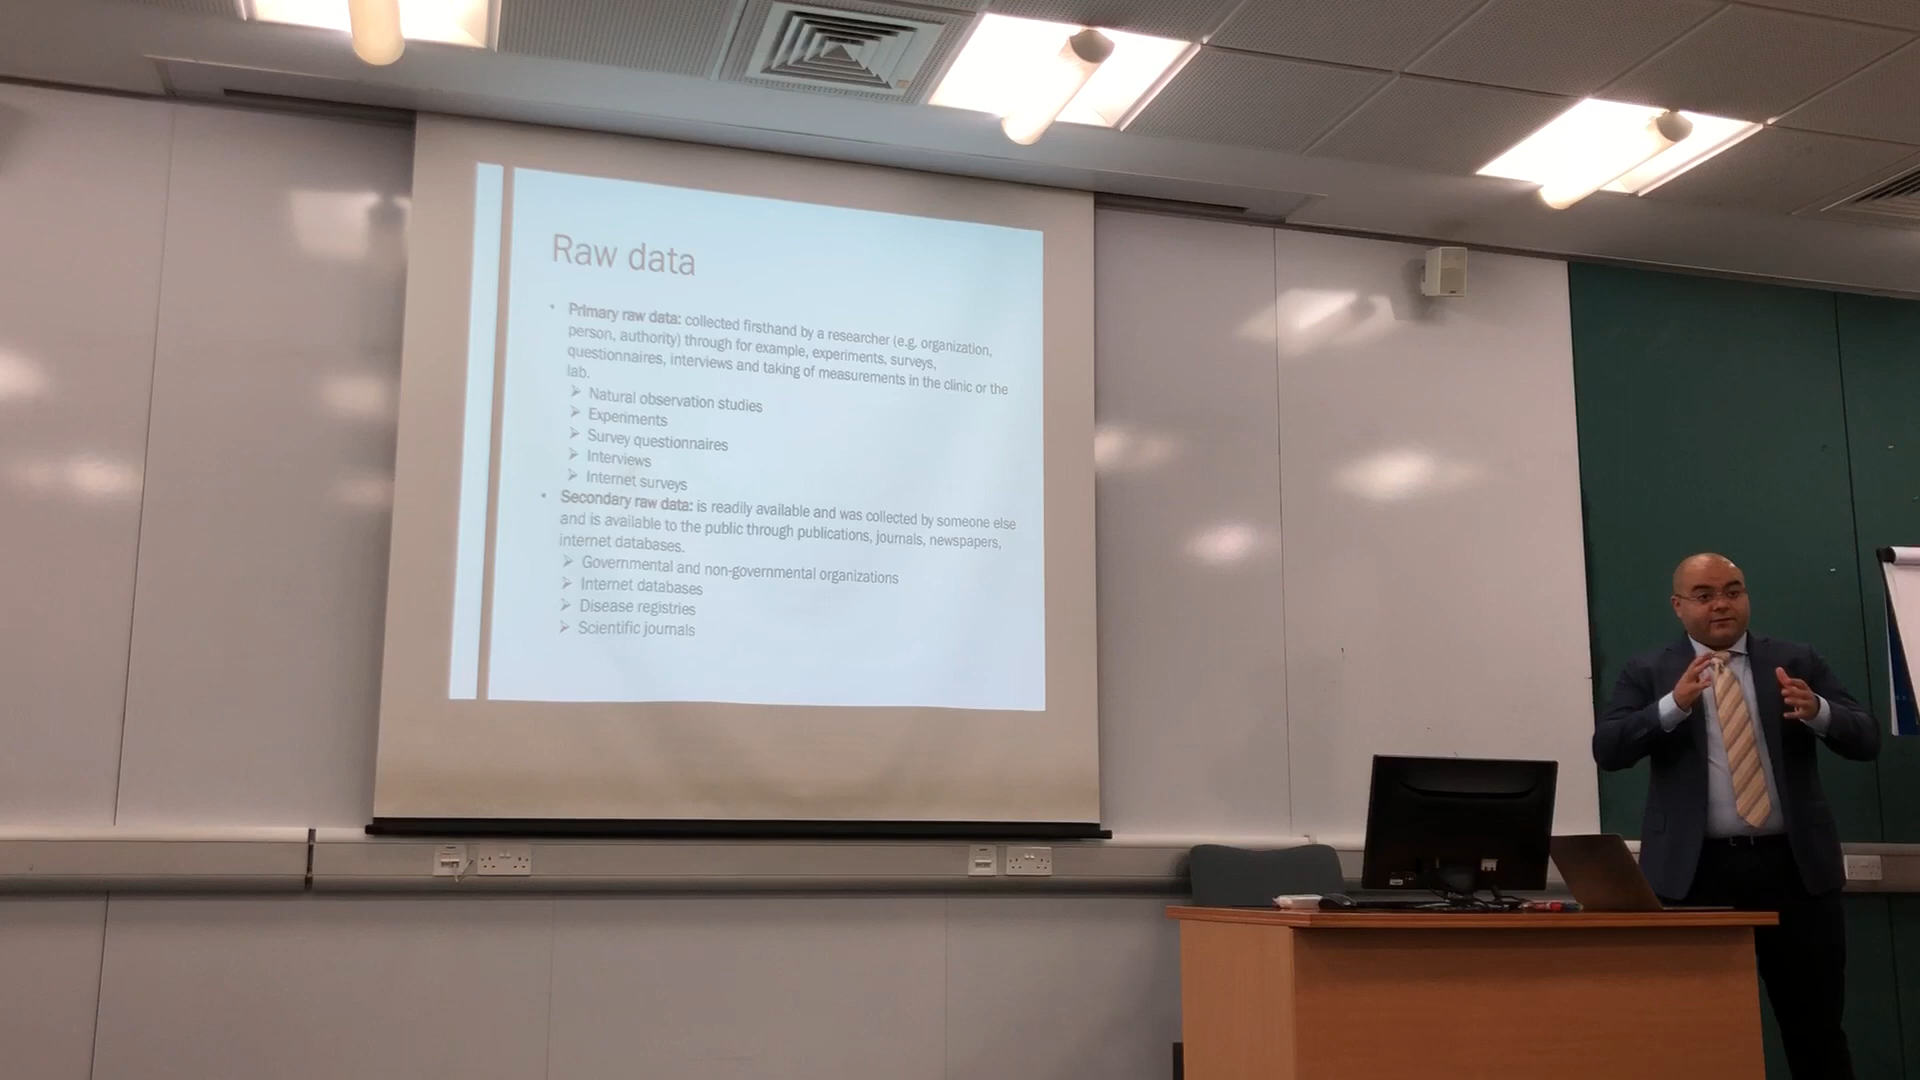 Raw data
• Primary raw data: collected firsthand by a researcher (e.g. organization,
person, authority) through for example, experiments, surveys,
questionnaires, interviews and taking of measurements in the clinic or the
lab.
➢ Natural observation studies
➢ Experiments
➢ Survey questionnaires
➢ Interviews
➢ Internet surveys
• Secondary raw data: is readily available and was collected by someone else
and is available to the public through publications, journals, newspapers,
internet databases.
➢ Governmental and non-governmental organizations
➢ Internet databases
➢ Disease registries
➢ Scientific journals